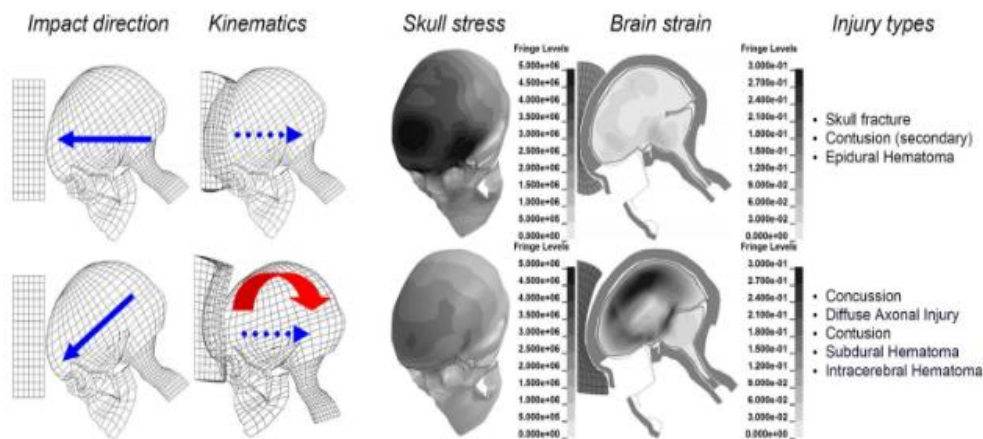 Impact direction
Kinematics
Skull stress
Brain strain
Injury types
Fringe Levels
5.000e+06
4.500e+06
4.000e+06
3.500e+06
3.000e+06
2.500e+06
2.000e+06
1.500e+06
1.000e+06
5.000e+05
0.000e+00
Fringe Levels
3.000e-01
2.700e-01
2.400e-01
2.100e-01
1.800e-01
1.500e-01
1.200e-01
9.000e-02
6.000e-02
3.000e-02
0.000e+00
• Skull fracture
• Contusion (secondary)
• Epidural Hematoma
Fringe Levels
5.000e+06
4.500e+06
4.000e+06
3.500e+06
3.000e+06
2.500e+06
2.000e+06
1.500e+06
1.000e+06
5.000e+05
0.000e+00
Fringe Levels
3.000e-01
2.700e-01
2.400e-01
2.100e-01
1.800e-01
1.500e-01
1.200e-01
9.000e-02
6.000e-02
3.000e-02
0.000e+00
• Concussion
• Diffuse Axonal Injury
• Contusion
• Subdural Hematoma
• Intracerebral Hematoma